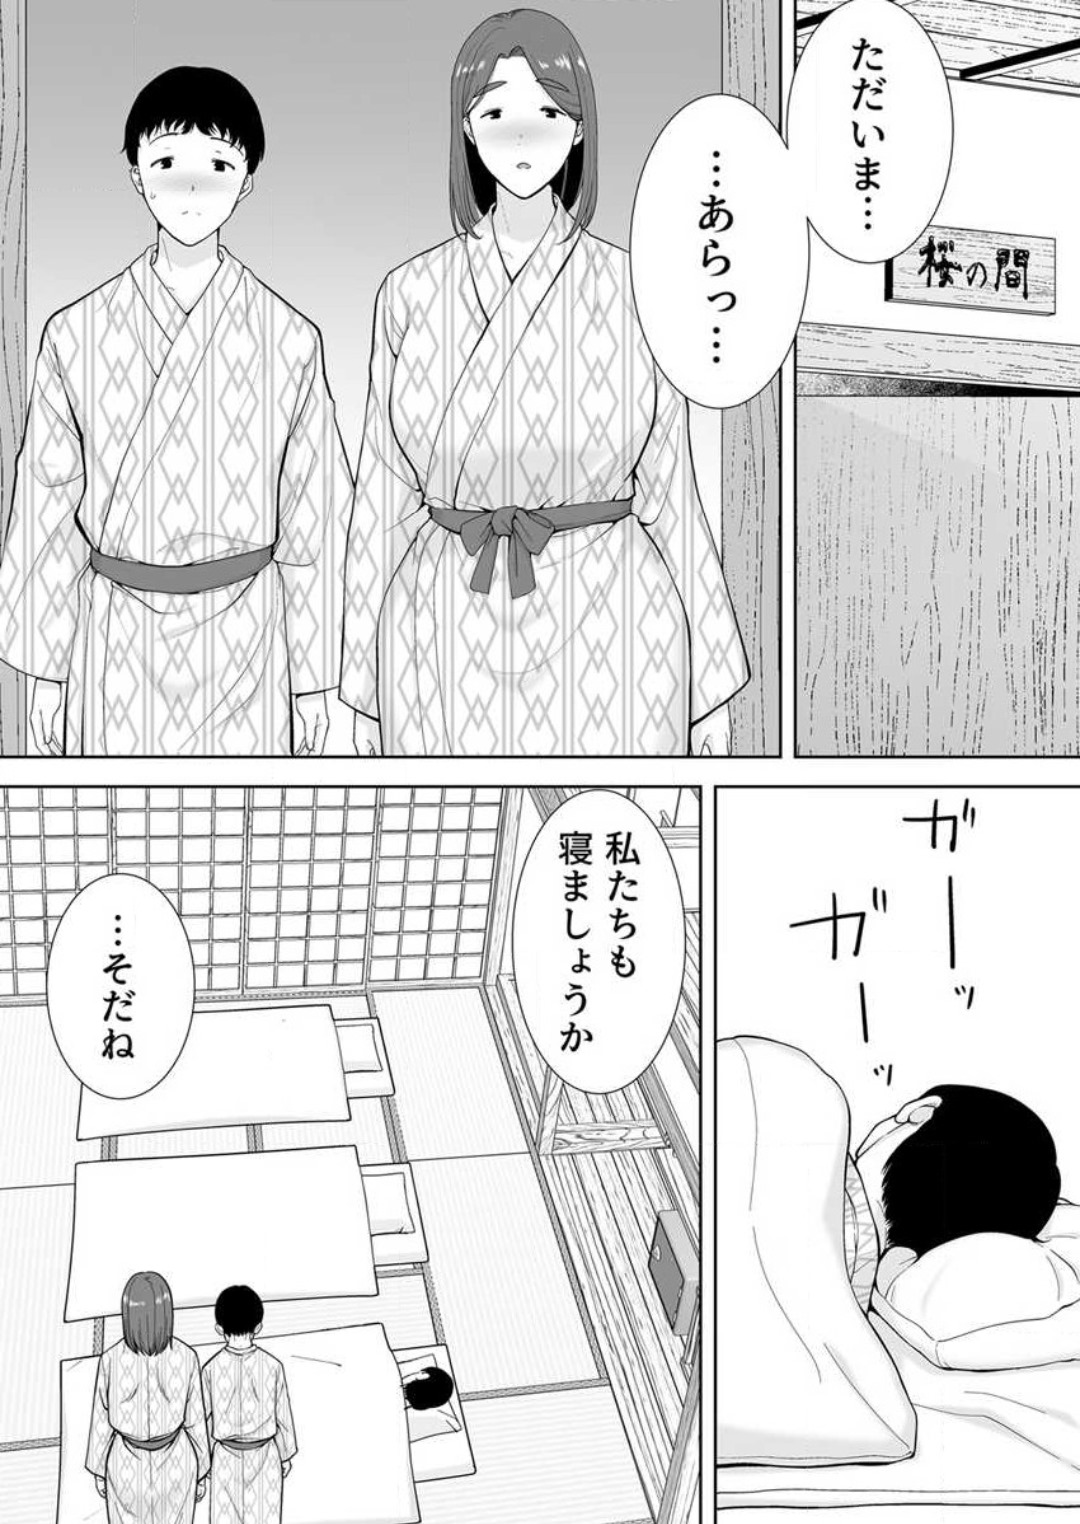 ただいま…
桜の間
…あらっ…
ガーッ
ガーッ
私たちも
寝ましょうか
…そだね